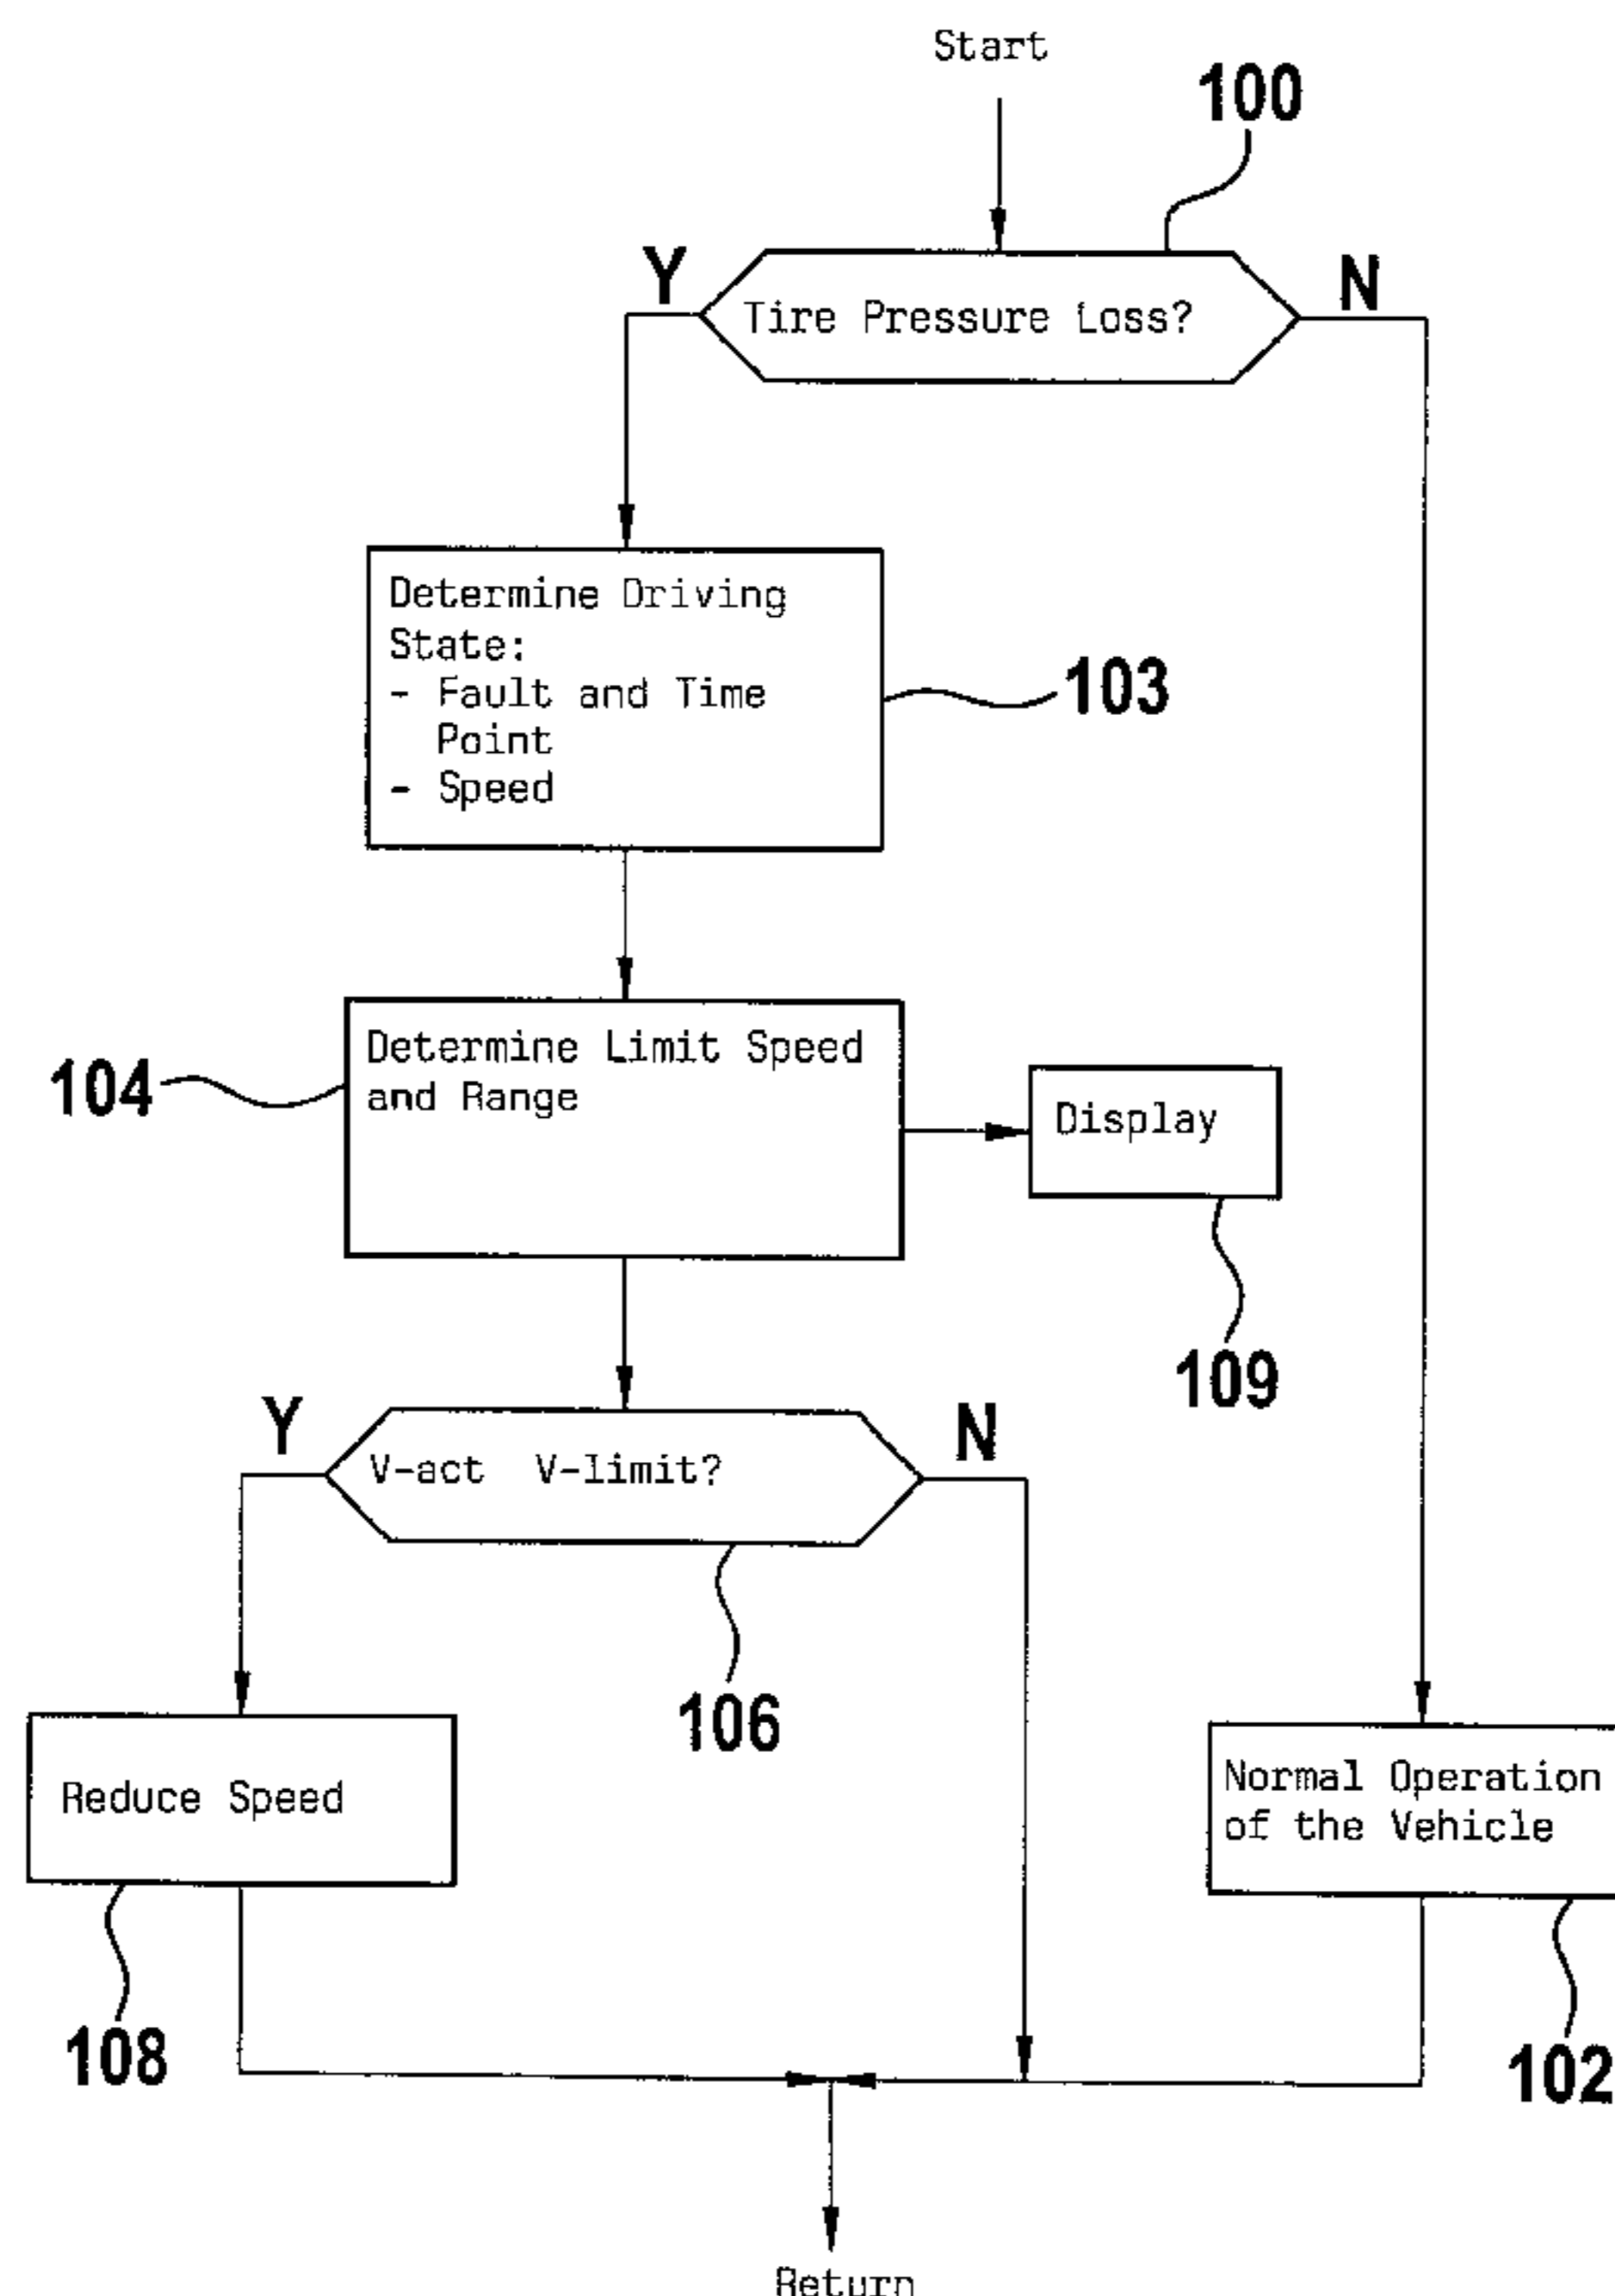 Start
100
Y
N
Tire Pressure Loss?
Determine Driving
State:
- Fault and Time
Point
- Speed
103
Determine Limit Speed
and Range
104
Display
109
Y
N
V-act V-limit?
106
Reduce Speed
Normal Operation
of the Vehicle
108
102
Return